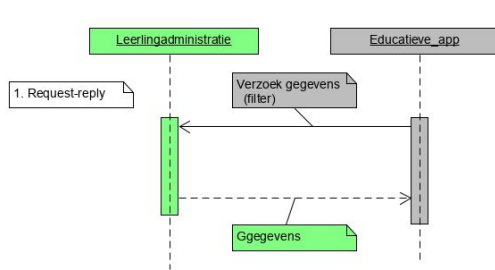 Leerlingadministratie
Educatieve_app
1. Request-reply
Verzoek gegevens
(filter)
Ggegevens